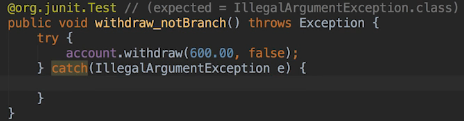 @org.junit.Test // (expected = IllegalArgumentException.class)
public void withdraw_notBranch() throws Exception {
    try {
        account.withdraw(600.00, false);
    } catch(IllegalArgumentException e) {
    }
}